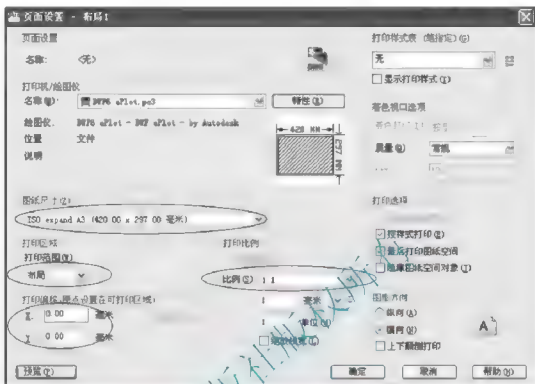 页面设置 - 布局1
页面设置
名称: <无>
打印机/绘图仪
名称(M): DWF6 ePlot.pc3
特性(R)
绘图仪: DWF6 ePlot - DWF ePlot - by Autodesk
位置: 文件
说明:
420 MM
297 MM
图纸尺寸(Z)
ISO expand A3 (420.00 x 297.00 毫米)
打印区域
打印范围(W):
布局
打印比例
比例(S): 1:1
毫米
单位(N)
缩放线宽(L)
打印偏移(原点设置在可打印区域)
X: 0.00 毫米
Y: 0.00 毫米
预览(P)...
打印样式表 (笔指定)(G)
无
显示打印样式(Y)
着色视口选项
质量(Q) 常规
打印选项
按样式打印(E)
最后打印图纸空间
隐藏图纸空间对象(J)
图形方向
纵向(A)
横向(N)
上下颠倒打印
A
确定
取消
帮助(H)